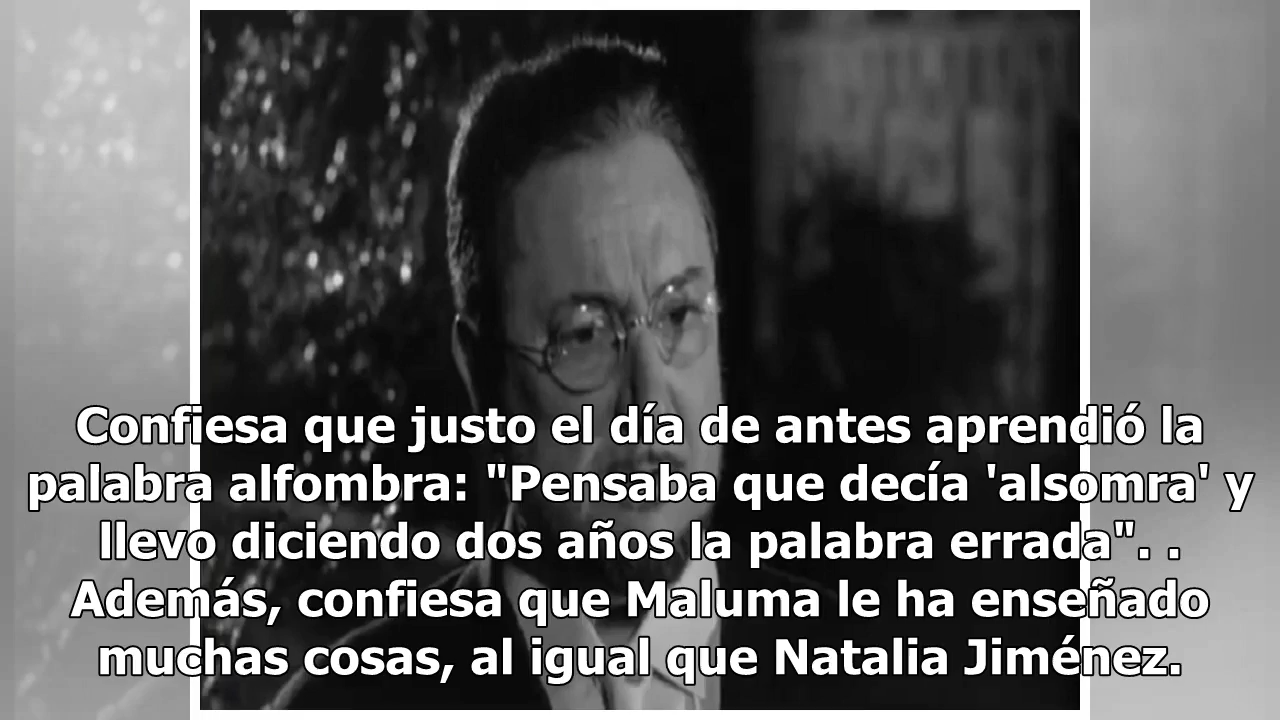 Confiesa que justo el día de antes aprendió la
palabra alfombra: "Pensaba que decía 'alsomra' y
llevo diciendo dos años la palabra errada". .
Además, confiesa que Maluma le ha enseñado
muchas cosas, al igual que Natalia Jiménez.